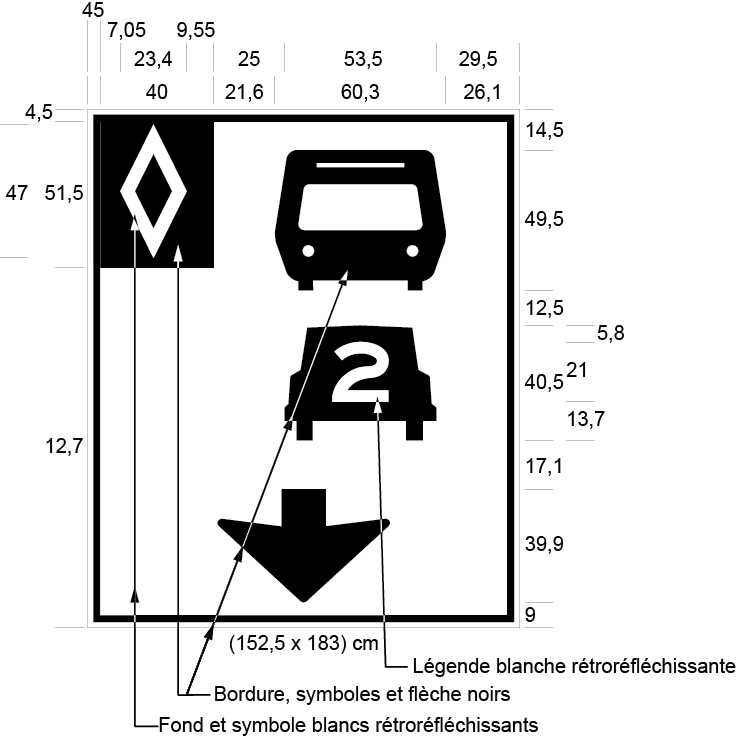 45
7,05 9,55
23,4 25 53,5 29,5
40 21,6 60,3 26,1
4,5
14,5
47 51,5
49,5
12,5
5,8
2
40,5 21
13,7
12,7
17,1
39,9
9
(152,5 x 183) cm
Légende blanche rétroréfléchissante
Bordure, symboles et flèche noirs
Fond et symbole blancs rétroréfléchissants